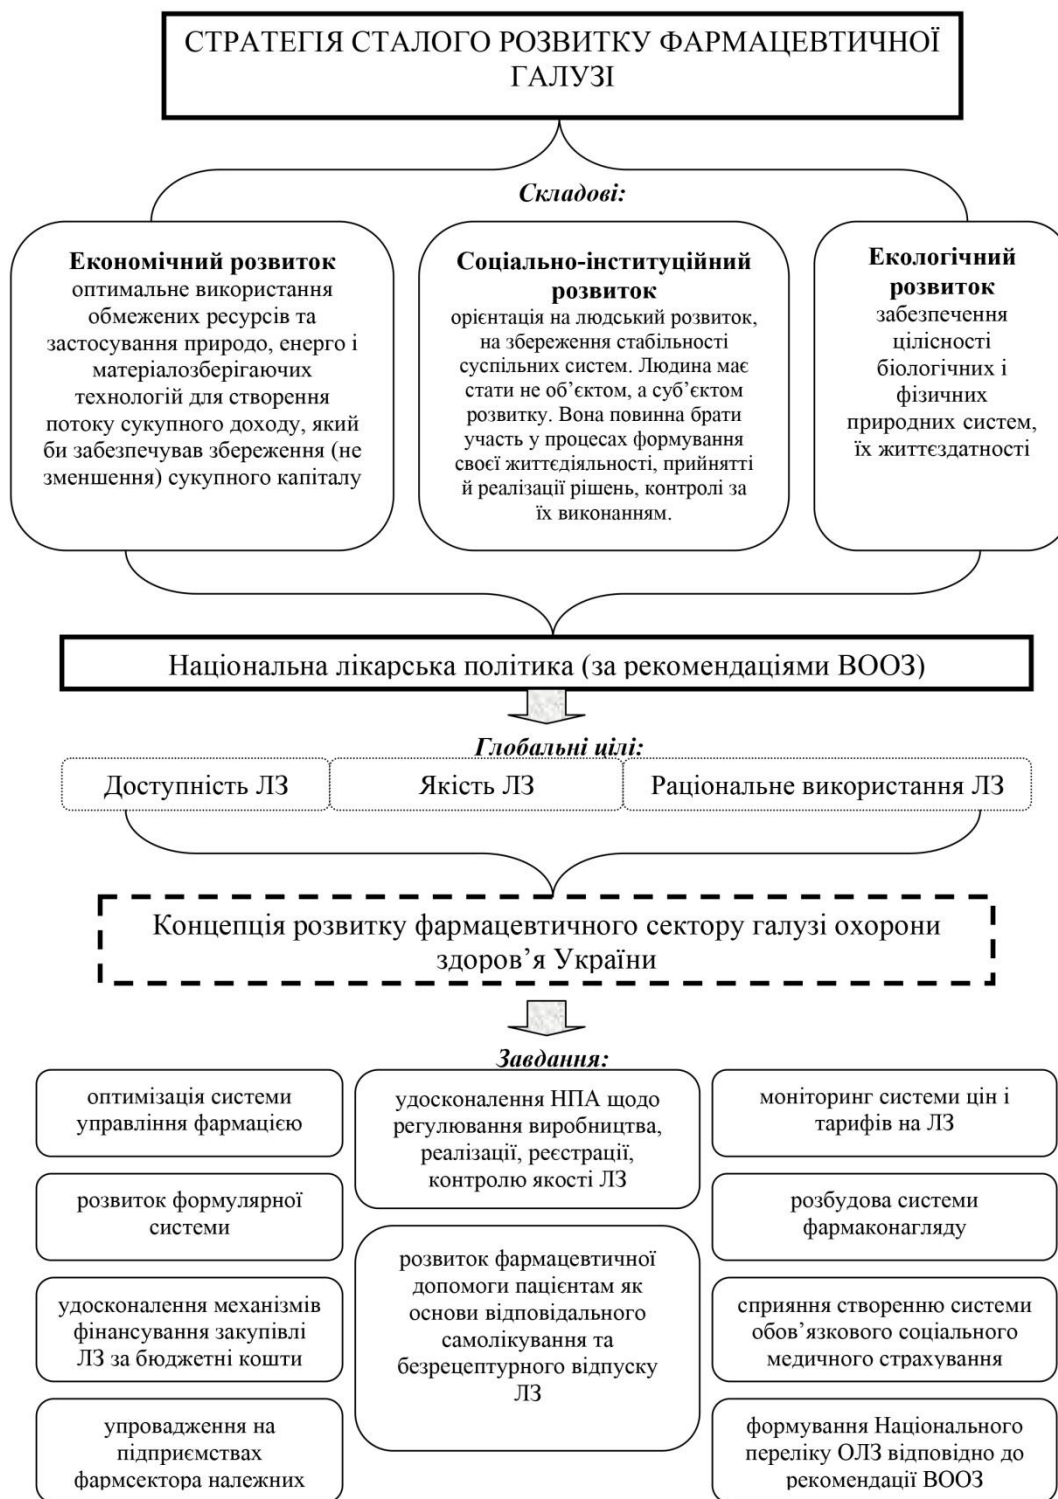 СТРАТЕГІЯ СТАЛОГО РОЗВИТКУ ФАРМАЦЕВТИЧНОЇ
ГАЛУЗІ
Складові:
Економічний розвиток
оптимальне використання
обмежених ресурсів та
застосування природо, енерго і
матеріалозберігаючих
технологій для створення
потоку сукупного доходу, який
би забезпечував збереження (не
зменшення) сукупного капіталу
Соціально-інституційний
розвиток
орієнтація на людський розвиток,
на збереження стабільності
суспільних систем. Людина має
стати не об’єктом, а суб’єктом
розвитку. Вона повинна брати
участь у процесах формування
своєї життєдіяльності, прийнятті
й реалізації рішень, контролі за
їх виконанням.
Екологічний
розвиток
забезпечення
цілісності
біологічних і
фізичних
природних систем,
їх життєздатності
Національна лікарська політика (за рекомендаціями ВООЗ)
Глобальні цілі:
Доступність ЛЗ
Якість ЛЗ
Раціональне використання ЛЗ
Концепція розвитку фармацевтичного сектору галузі охорони
здоров’я України
Завдання:
оптимізація системи
управління фармацією
розвиток формулярної
системи
удосконалення механізмів
фінансування закупівлі
ЛЗ за бюджетні кошти
упровадження на
підприємствах
фармсектора належних
удосконалення НПА щодо
регулювання виробництва,
реалізації, реєстрації,
контролю якості ЛЗ
розвиток фармацевтичної
допомоги пацієнтам як
основи відповідального
самолікування та
безрецептурного відпуску
ЛЗ
моніторинг системи цін і
тарифів на ЛЗ
розбудова системи
фармаконагляду
сприяння створенню системи
обов’язкового соціального
медичного страхування
формування Національного
переліку ОЛЗ відповідно до
рекомендації ВООЗ